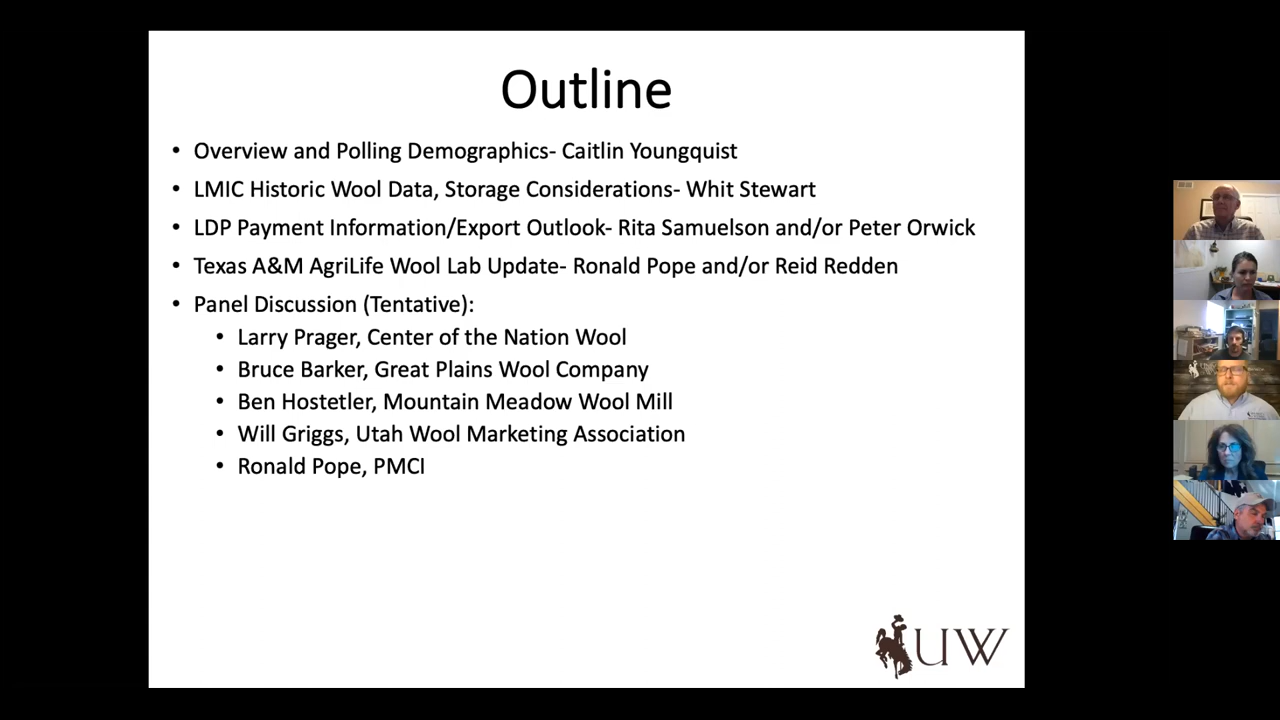 Outline
• Overview and Polling Demographics- Caitlin Youngquist
• LMIC Historic Wool Data, Storage Considerations- Whit Stewart
• LDP Payment Information/Export Outlook- Rita Samuelson and/or Peter Orwick
• Texas A&M AgriLife Wool Lab Update- Ronald Pope and/or Reid Redden
• Panel Discussion (Tentative):
• Larry Prager, Center of the Nation Wool
• Bruce Barker, Great Plains Wool Company
• Ben Hostetler, Mountain Meadow Wool Mill
• Will Griggs, Utah Wool Marketing Association
• Ronald Pope, PMCI
UW